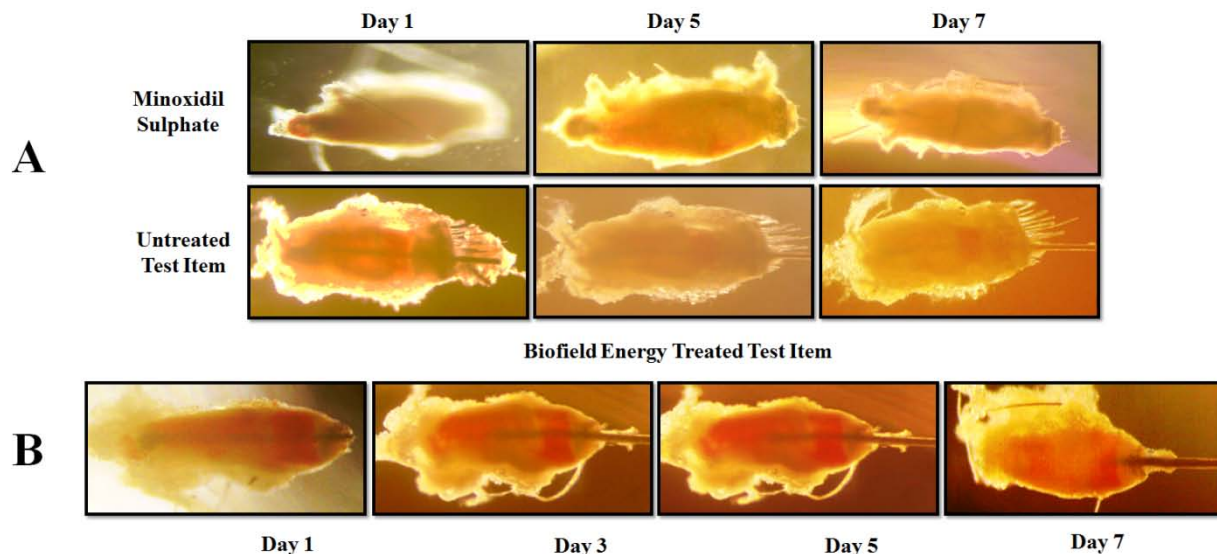 Day 1
Day 5
Day 7
A
Minoxidil
Sulphate
Untreated
Test Item
Biofield Energy Treated Test Item
B
Day 1
Day 3
Day 5
Day 7